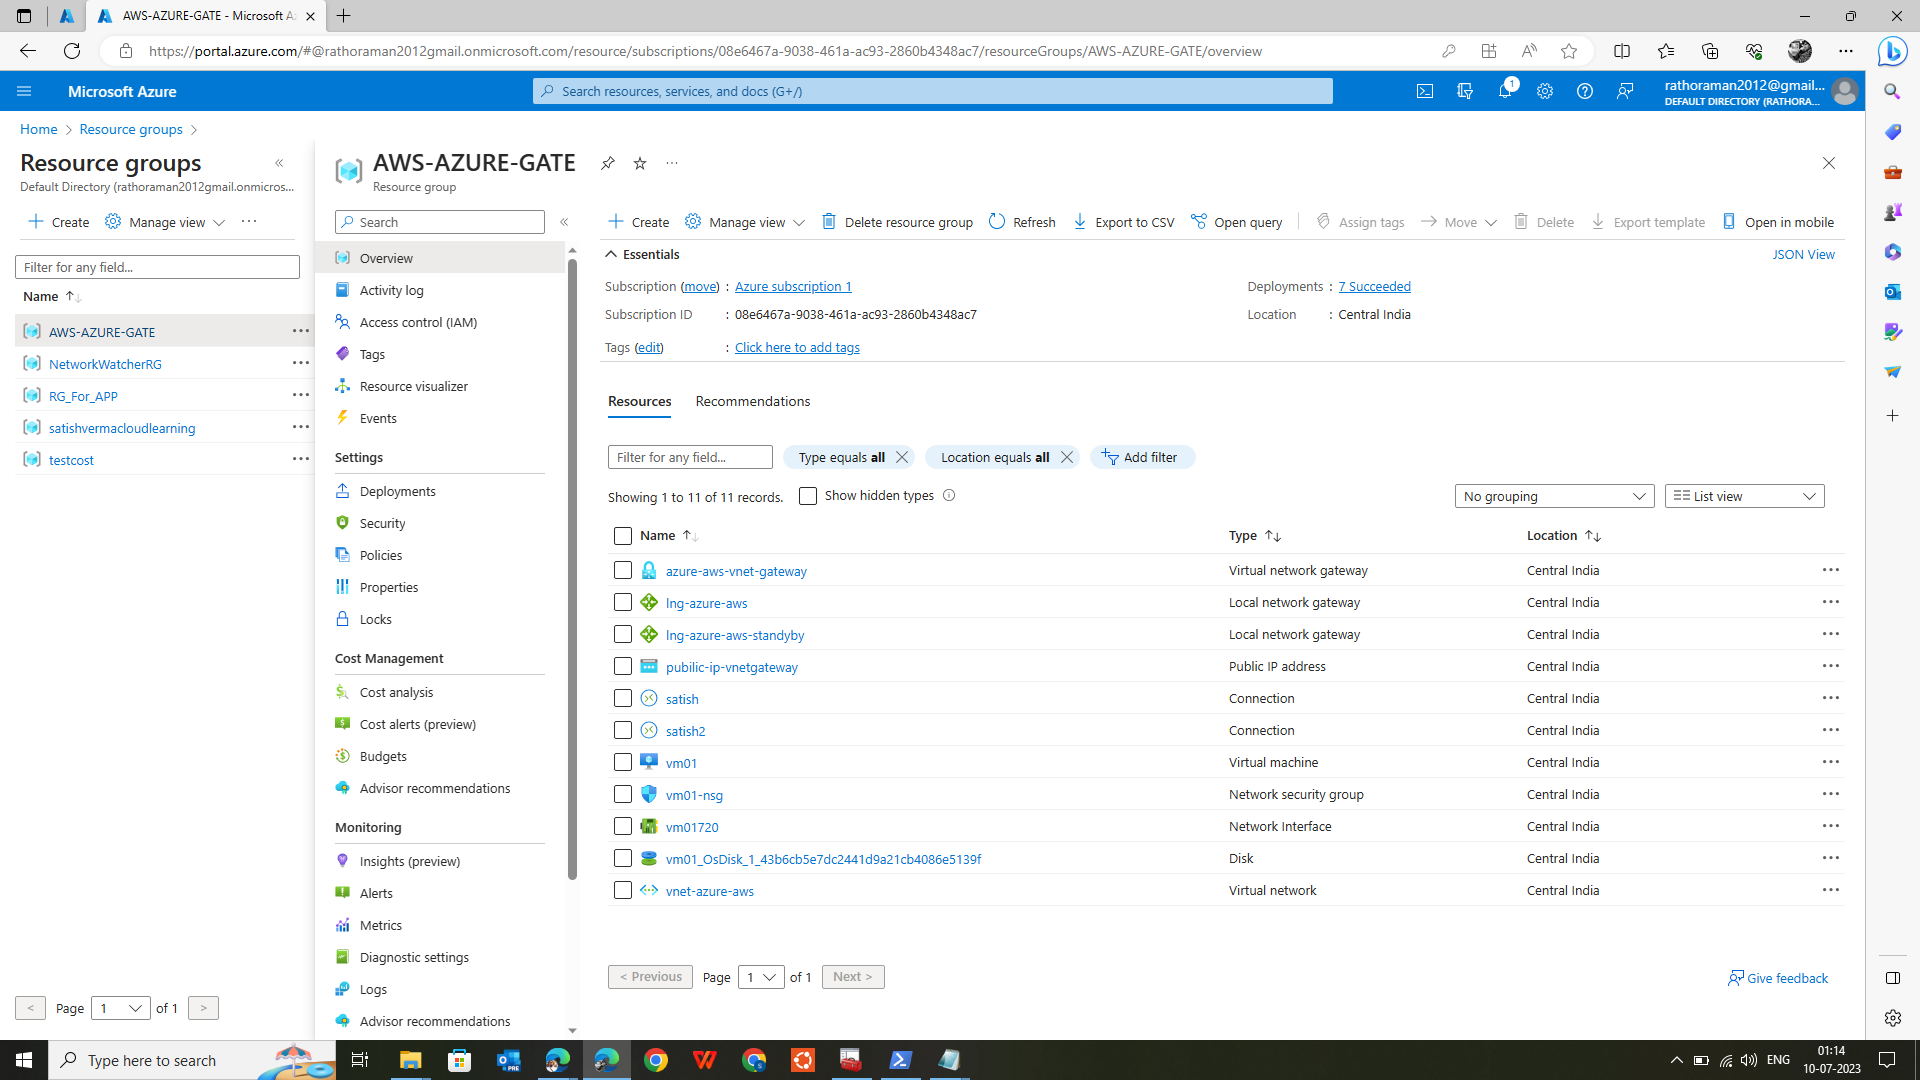 AWS-AZURE-GATE - Microsoft Az
https://portal.azure.com/#@rathoraman2012gmail.onmicrosoft.com/resource/subscriptions/08e6467a-9038-461a-ac93-2860b4348ac7/resourceGroups/AWS-AZURE-GATE/overview
Microsoft Azure
Search resources, services, and docs (G+/)
1
rathoraman2012@gmail...
DEFAULT DIRECTORY (RATHORA...
Home > Resource groups >
Resource groups
Default Directory (rathoraman2012gmail.onmicros...
Create Manage view ...
Filter for any field...
Name
AWS-AZURE-GATE
NetworkWatcherRG
RG_For_APP
satishvermacloudlearning
testcost
< Page 1 of 1 >
AWS-AZURE-GATE
Resource group
Search
Overview
Activity log
Access control (IAM)
Tags
Resource visualizer
Events
Settings
Deployments
Security
Policies
Properties
Locks
Cost Management
Cost analysis
Cost alerts (preview)
Budgets
Advisor recommendations
Monitoring
Insights (preview)
Alerts
Metrics
Diagnostic settings
Logs
Advisor recommendations
Create Manage view Delete resource group Refresh Export to CSV Open query Assign tags Move Delete Export template Open in mobile
Essentials
JSON View
Subscription (move) : Azure subscription 1
Deployments : 7 Succeeded
Subscription ID : 08e6467a-9038-461a-ac93-2860b4348ac7
Location : Central India
Tags (edit) : Click here to add tags
Resources Recommendations
Filter for any field... Type equals all Location equals all Add filter
Showing 1 to 11 of 11 records. Show hidden types
No grouping List view
Name Type Location
azure-aws-vnet-gateway Virtual network gateway Central India
lng-azure-aws Local network gateway Central India
lng-azure-aws-standyby Local network gateway Central India
pubilic-ip-vnetgateway Public IP address Central India
satish Connection Central India
satish2 Connection Central India
vm01 Virtual machine Central India
vm01-nsg Network security group Central India
vm01720 Network Interface Central India
vm01_OsDisk_1_43b6cb5e7dc2441d9a21cb4086e5139f Disk Central India
vnet-azure-aws Virtual network Central India
< Previous Page 1 of 1 Next >
Give feedback
Type here to search
ENG
01:14
10-07-2023